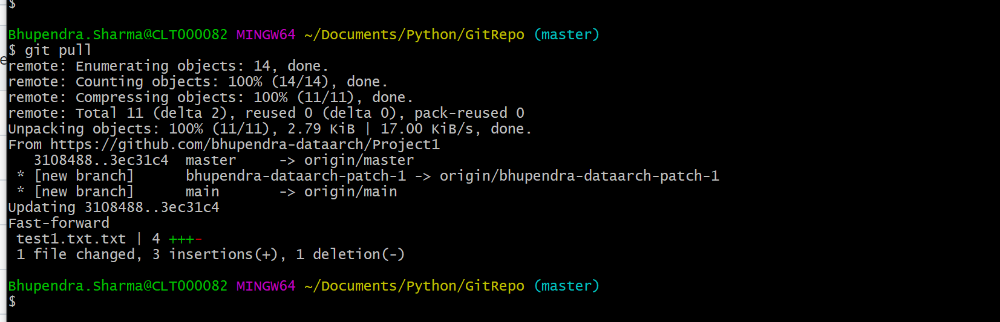 $
Bhupendra.Sharma@CLT000082 MINGW64 ~/Documents/Python/GitRepo (master)
$ git pull
remote: Enumerating objects: 14, done.
remote: Counting objects: 100% (14/14), done.
remote: Compressing objects: 100% (11/11), done.
remote: Total 11 (delta 2), reused 0 (delta 0), pack-reused 0
Unpacking objects: 100% (11/11), 2.79 KiB | 17.00 KiB/s, done.
From https://github.com/bhupendra-dataarch/Project1
   3108488..3ec31c4  master     -> origin/master
 * [new branch]      bhupendra-dataarch-patch-1 -> origin/bhupendra-dataarch-patch-1
 * [new branch]      main       -> origin/main
Updating 3108488..3ec31c4
Fast-forward
 test1.txt.txt | 4 +++-
 1 file changed, 3 insertions(+), 1 deletion(-)
Bhupendra.Sharma@CLT000082 MINGW64 ~/Documents/Python/GitRepo (master)
$